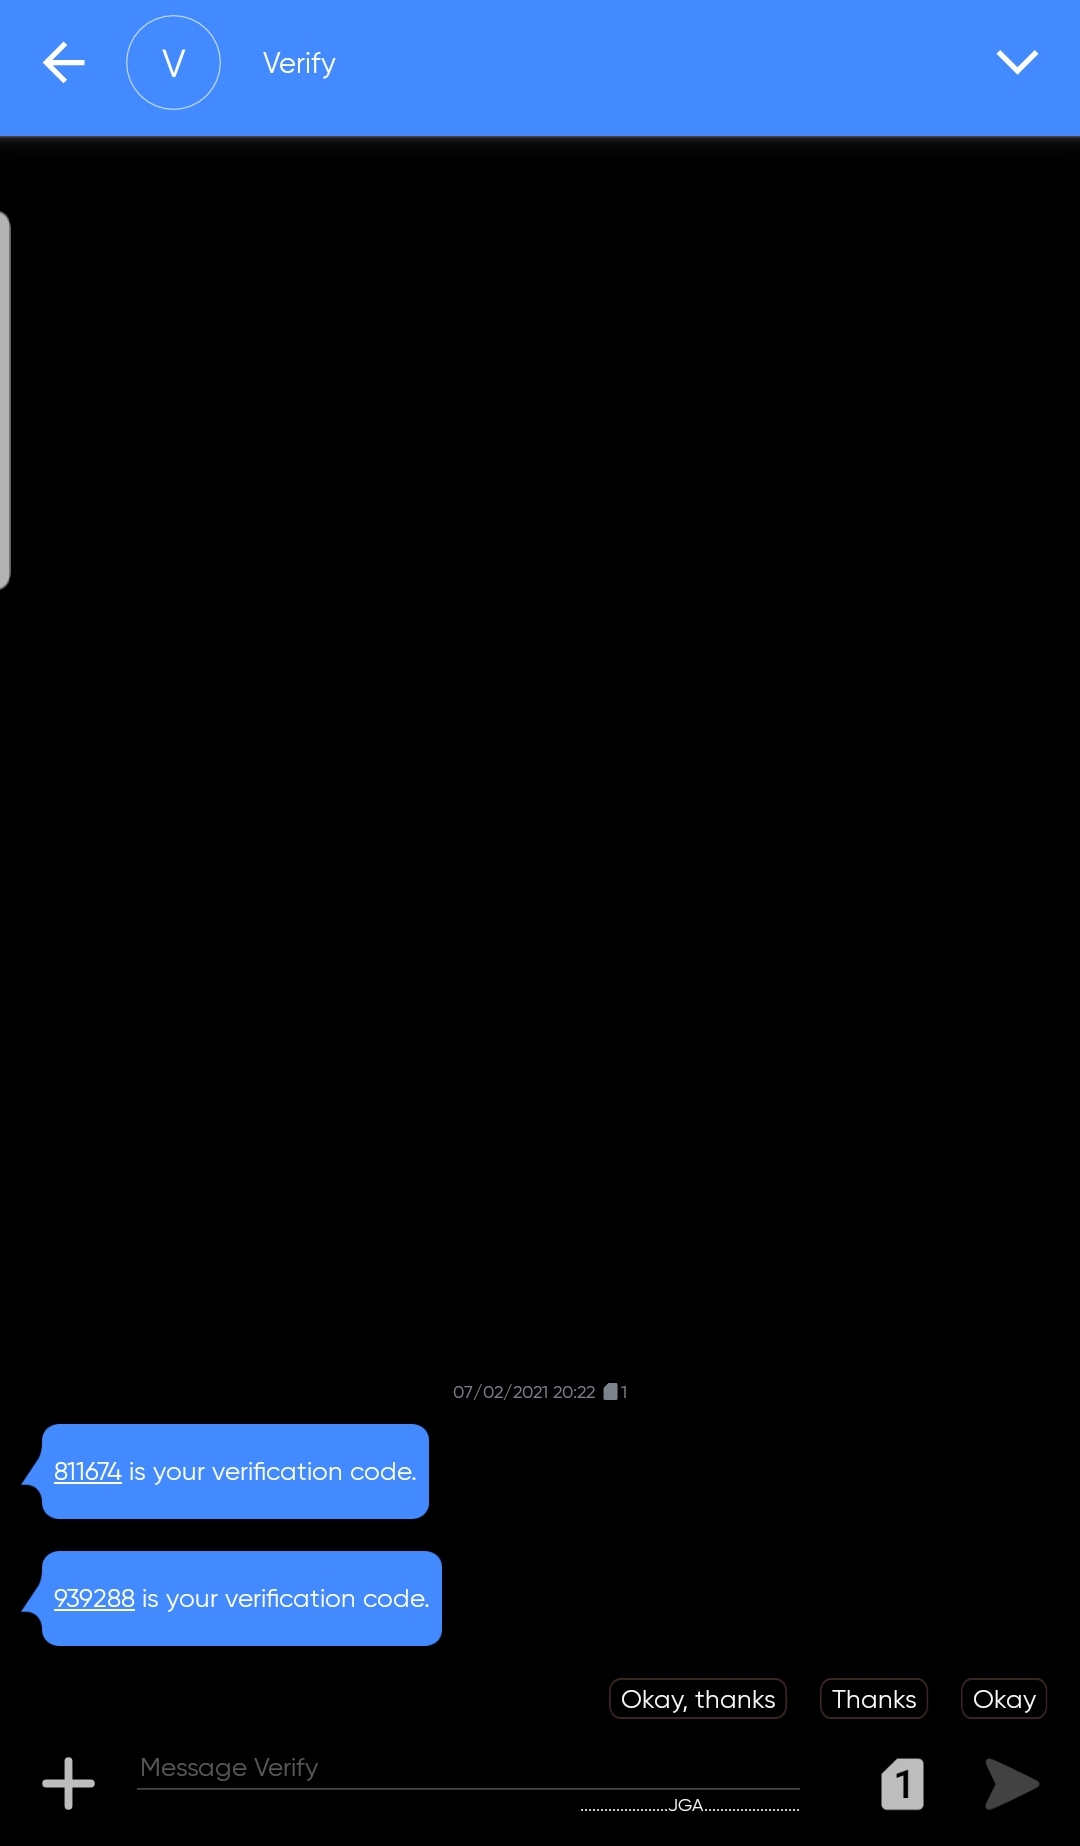 V Verify
07/02/2021 20:22 1
811674 is your verification code.
939288 is your verification code.
Okay, thanks Thanks Okay
Message Verify
1
......................JGA........................